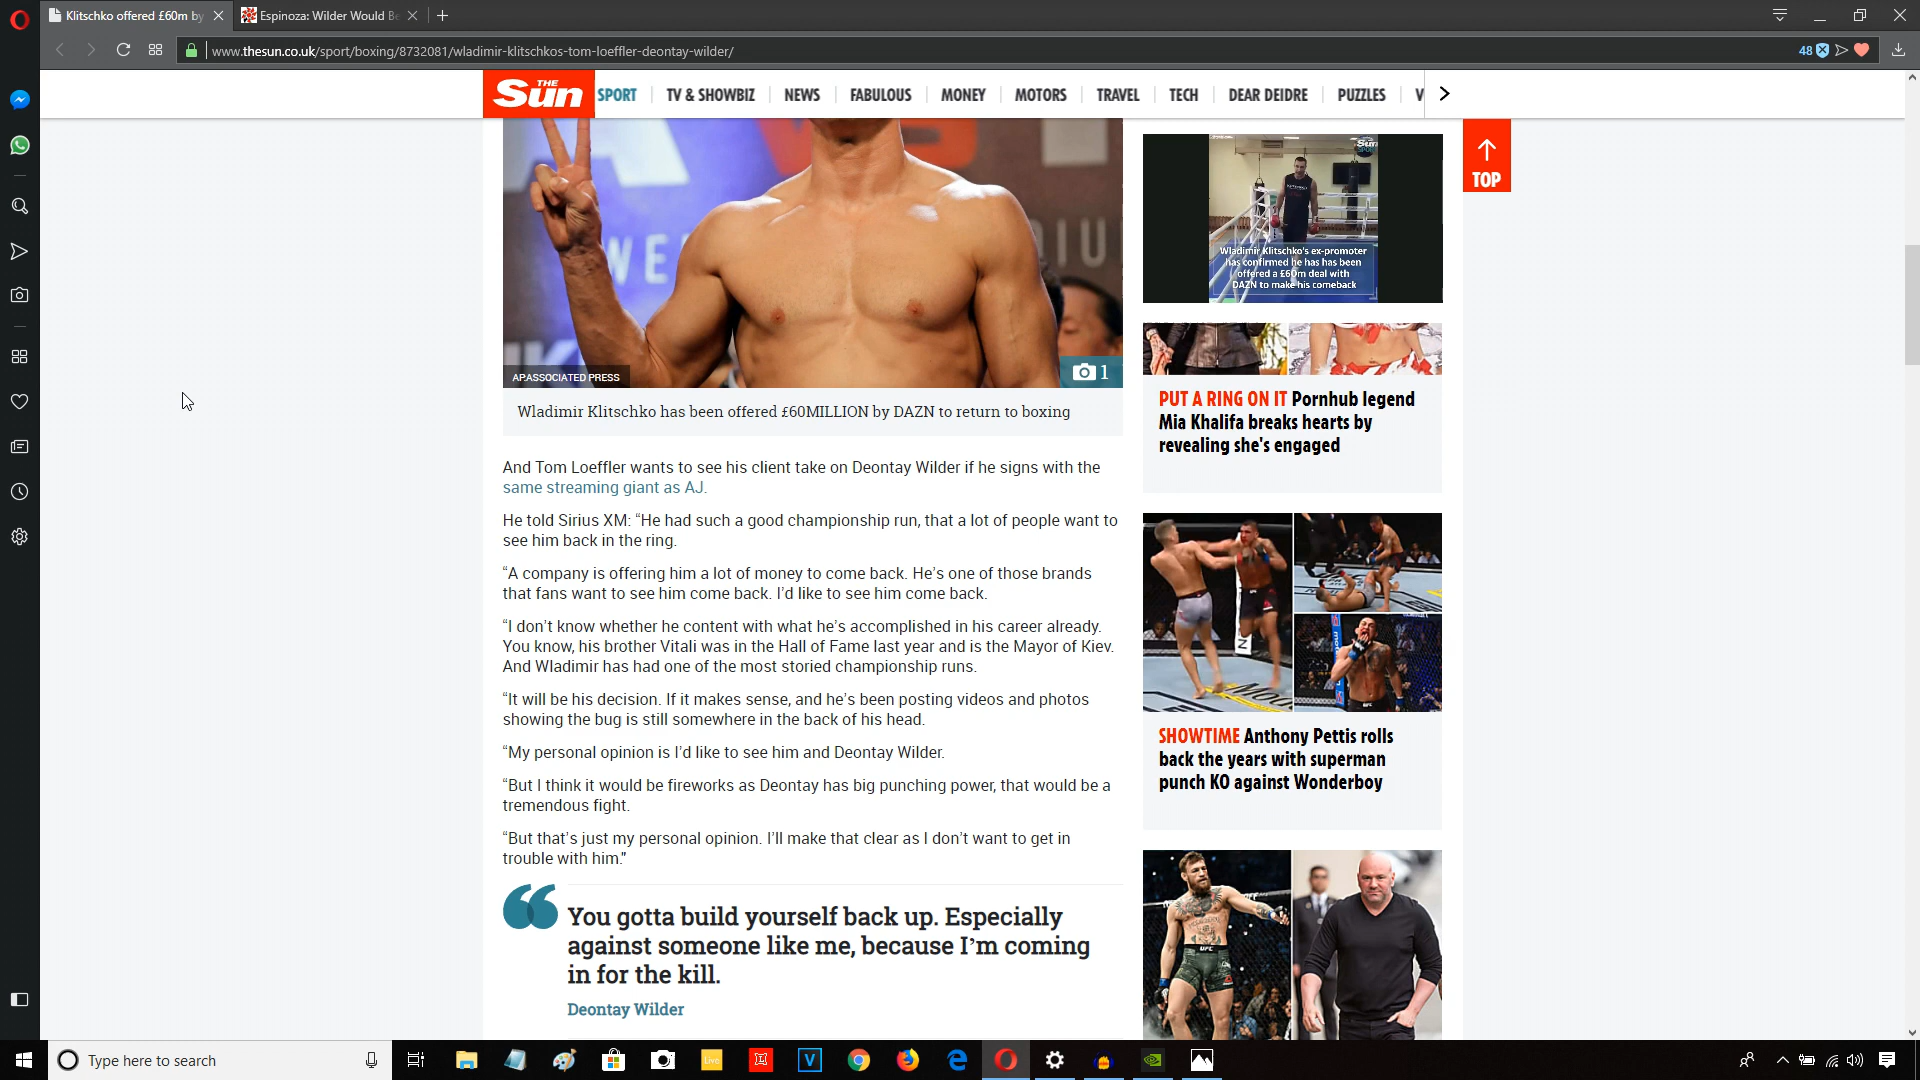 Klitschko offered £60m by
Espinoza: Wilder Would Be
www.thesun.co.uk/sport/boxing/8732081/wladimir-klitschkos-tom-loeffler-deontay-wilder/
48
THE
Sun
SPORT
TV & SHOWBIZ
NEWS
FABULOUS
MONEY
MOTORS
TRAVEL
TECH
DEAR DEIDRE
PUZZLES
V
TOP
AP:ASSOCIATED PRESS
1
Wladimir Klitschko has been offered £60MILLION by DAZN to return to boxing
And Tom Loeffler wants to see his client take on Deontay Wilder if he signs with the
same streaming giant as AJ.
He told Sirius XM: “He had such a good championship run, that a lot of people want to
see him back in the ring.
“A company is offering him a lot of money to come back. He’s one of those brands
that fans want to see him come back. I’d like to see him come back.
“I don’t know whether he content with what he’s accomplished in his career already.
You know, his brother Vitali was in the Hall of Fame last year and is the Mayor of Kiev.
And Wladimir has had one of the most storied championship runs.
“It will be his decision. If it makes sense, and he’s been posting videos and photos
showing the bug is still somewhere in the back of his head.
“My personal opinion is I’d like to see him and Deontay Wilder.
“But I think it would be fireworks as Deontay has big punching power, that would be a
tremendous fight.
“But that’s just my personal opinion. I’ll make that clear as I don’t want to get in
trouble with him."
You gotta build yourself back up. Especially
against someone like me, because I’m coming
in for the kill.
Deontay Wilder
Wladimir Klitschko's ex-promoter
has confirmed he has has been
offered a £60m deal with
DAZN to make his comeback
PUT A RING ON IT Pornhub legend
Mia Khalifa breaks hearts by
revealing she's engaged
SHOWTIME Anthony Pettis rolls
back the years with superman
punch KO against Wonderboy
Type here to search